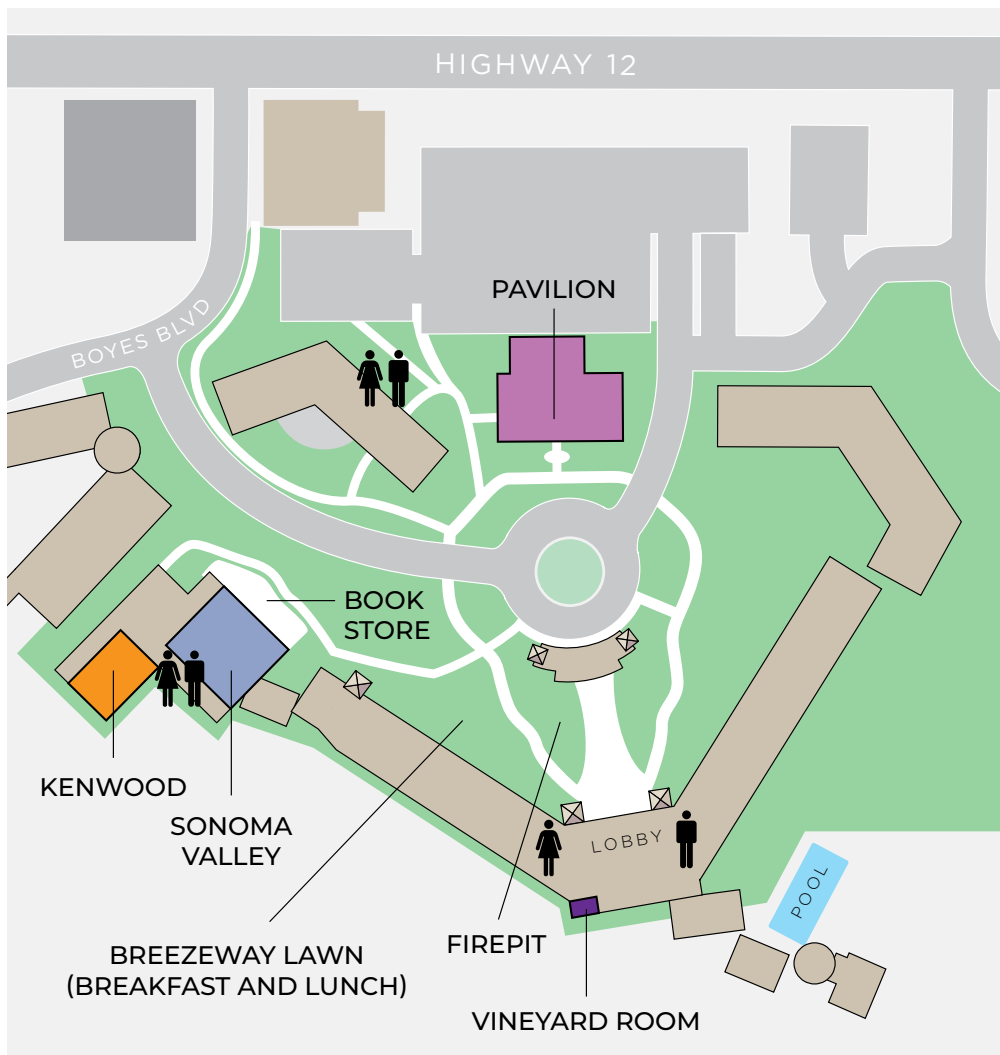 HIGHWAY 12
PAVILION
BOYES BLVD
BOOK
STORE
KENWOOD
SONOMA
VALLEY
LOBBY
POOL
BREEZEWAY LAWN
(BREAKFAST AND LUNCH)
FIREPIT
VINEYARD ROOM